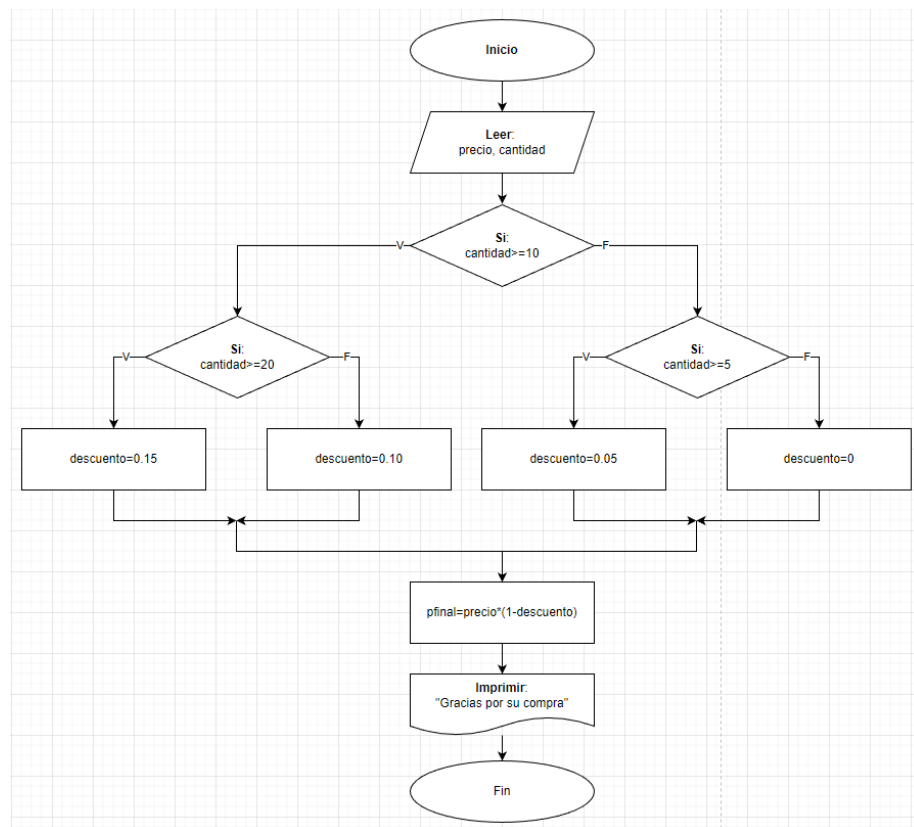 Inicio
Leer:
precio, cantidad
Si:
cantidad>=10
V
F
Si:
cantidad>=20
V
F
Si:
cantidad>=5
V
F
descuento=0.15
descuento=0.10
descuento=0.05
descuento=0
pfinal=precio*(1-descuento)
Imprimir:
"Gracias por su compra"
Fin